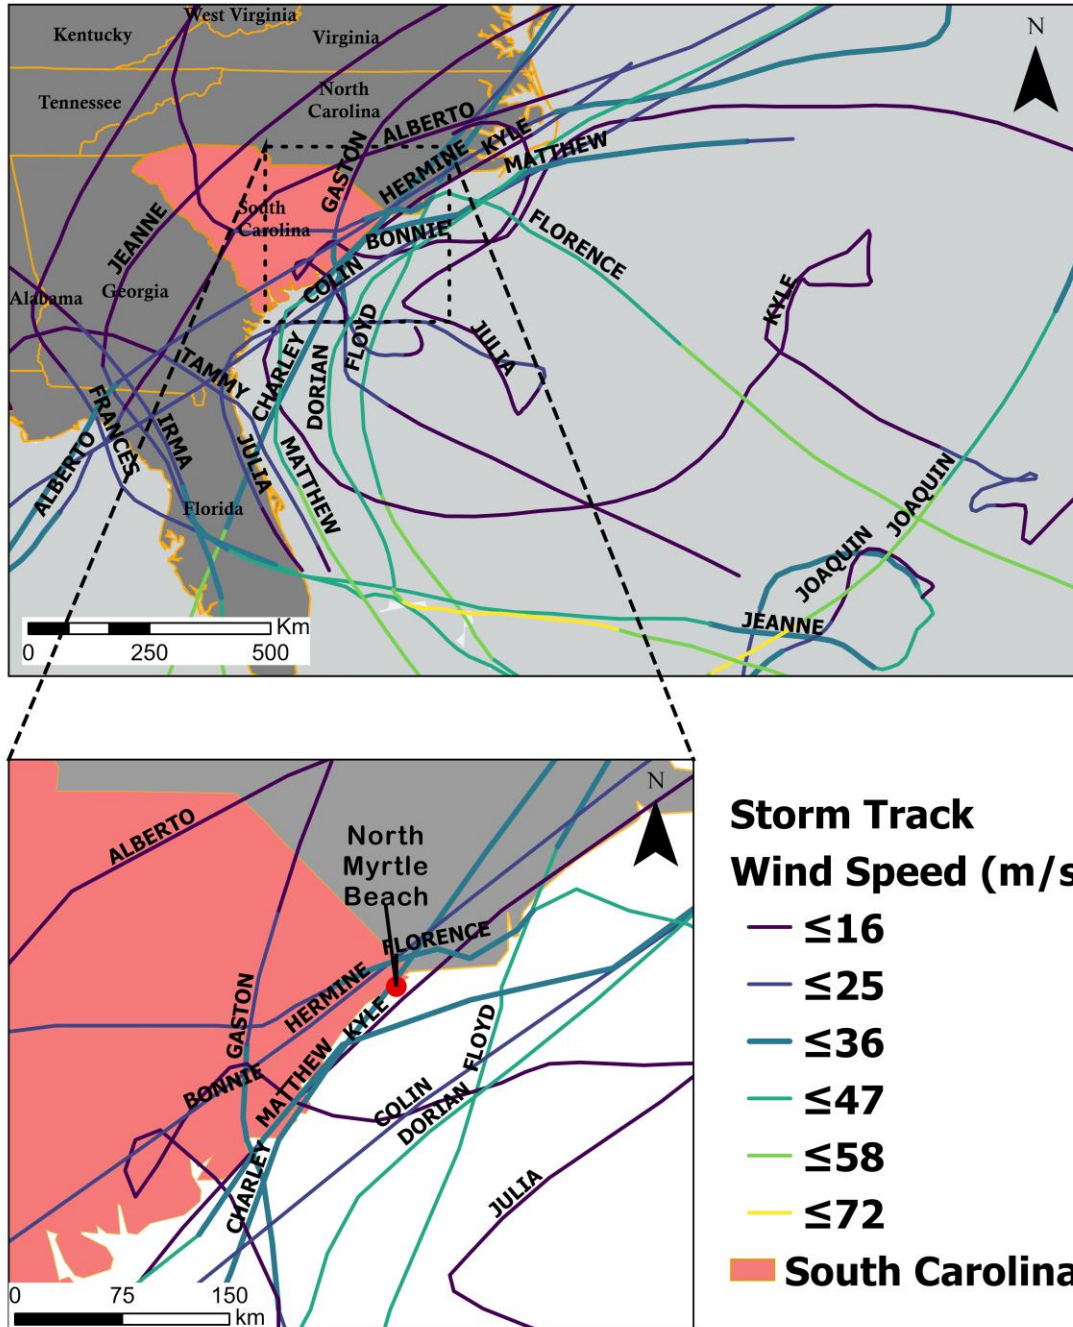 West Virginia
Kentucky
Virginia
N
Tennessee
North
Carolina
ALBERTO
KYLE
HERMINE
MATTHEW
GASTON
South
Carolina
JEANNE
BONNIE
FLORENCE
COLIN
Alabama
Georgia
KYLE
FLOYD
JULIA
CHARLEY
DORIAN
TAMMY
FRANCES
IRMA
ALBERTO
JULIA
MATTHEW
Florida
JOAQUIN
JOAQUIN
JEANNE
Km
0 250 500
N
ALBERTO
North
Myrtle
Beach
FLORENCE
HERMINE
GASTON
KYLE
MATTHEW
FLOYD
BONNIE
COLIN
DORIAN
CHARLEY
JULIA
0 75 150
km
Storm Track
Wind Speed (m/s
≤16
≤25
≤36
≤47
≤58
≤72
South Carolina